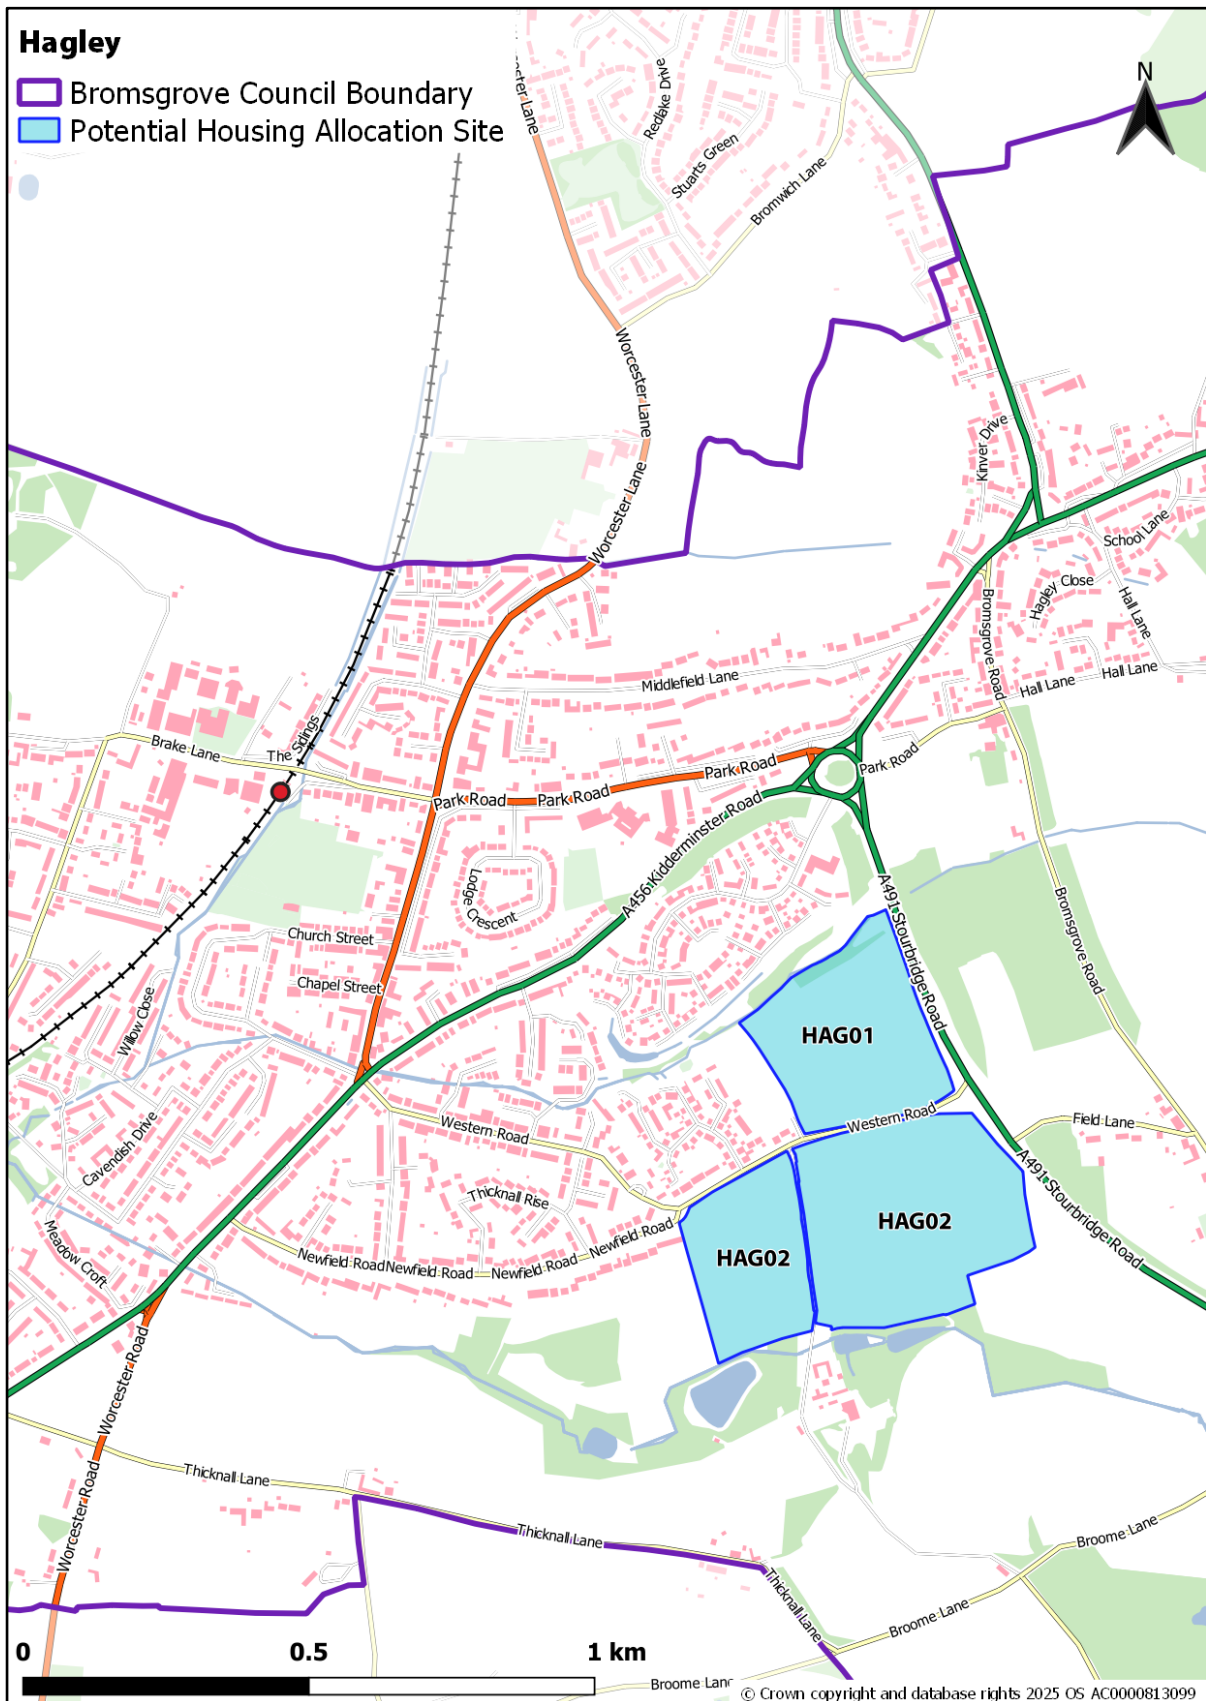 Hagley
Bromsgrove Council Boundary
Potential Housing Allocation Site
N
cester Lane
Redlake Drive
Stuarts Green
Bromwich Lane
Worcester Lane
Worcester Lane
Kinver Drive
School Lane
Hagley Close
Hall Lane
Bromsgrove Road
Hall Lane
Hall Lane
Middlefield Lane
The Sidings
Brake Lane
Park Road
Park Road
Park Road
Park Road
A456 Kidderminster Road
Lodge Crescent
A491 Stourbridge Road
Bromsgrove Road
Church Street
Chapel Street
Willow Close
HAG01
Western Road
Western Road
Field Lane
Cavendish Drive
A491 Stourbridge Road
Thicknall Rise
HAG02
HAG02
Meadow Croft
Newfield Road
Newfield Road
Newfield Road
Newfield Road
Worcester Road
Thicknall Lane
Worcester Road
Thicknall Lane
Thicknall Lane
Broome Lane
Broome Lane
Broome Lane
0
0.5
1 km
© Crown copyright and database rights 2025 OS AC0000813099